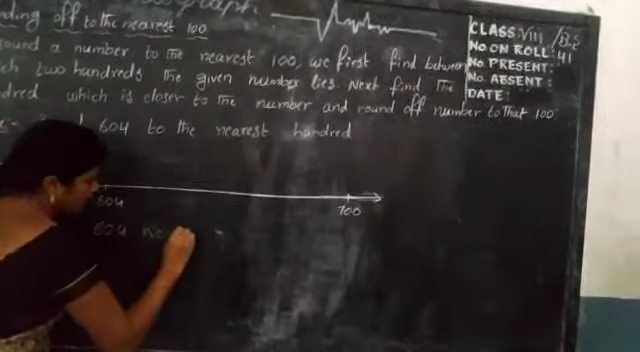 nding off to the nearest 100
ound a number to the nearest 100, we first find between
ch two hundreds the given number lies. Next find the
ndred which is closer to the number and round off number to that 100.
604 to the nearest hundred
604
700
604
CLASS: VIII / B.S
No ON ROLL: 41
No PRESENT:
No. ABSENT:
DATE: